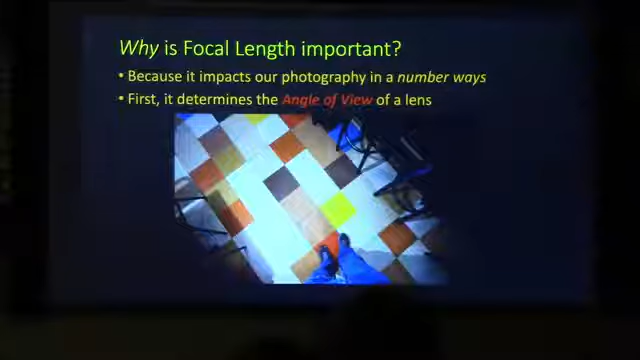 Why is Focal Length important?
• Because it impacts our photography in a number ways
• First, it determines the Angle of View of a lens